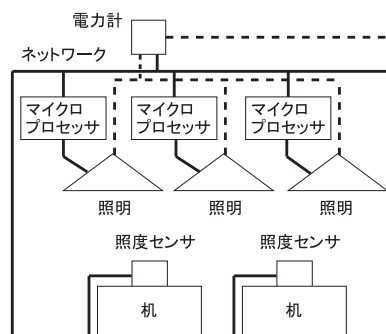 電力計
ネットワーク
マイクロ
プロセッサ
マイクロ
プロセッサ
マイクロ
プロセッサ
照明
照明
照明
照度センサ
照度センサ
机
机